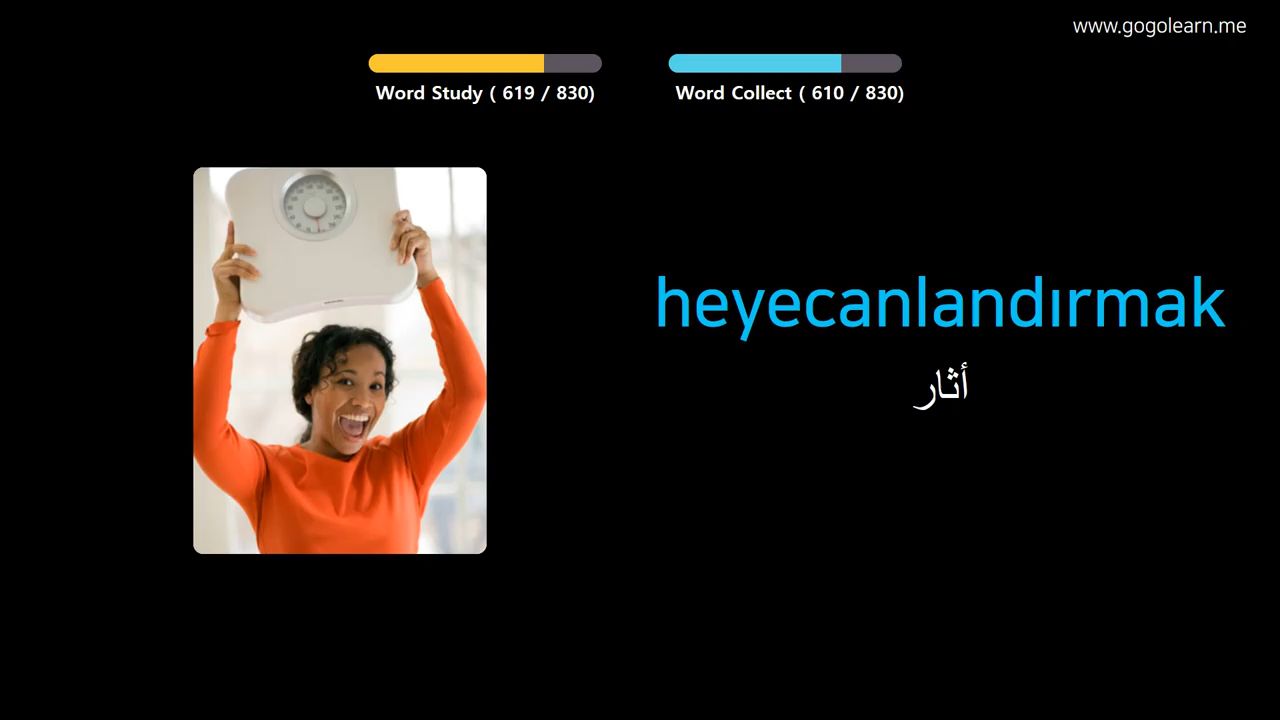 www.gogolearn.me
Word Study ( 619 / 830)
Word Collect ( 610 / 830)
heyecanlandırmak
أثار